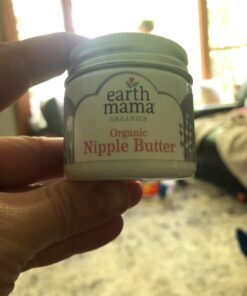 earth
mama
ORGANICS
Organic
Nipple Butter